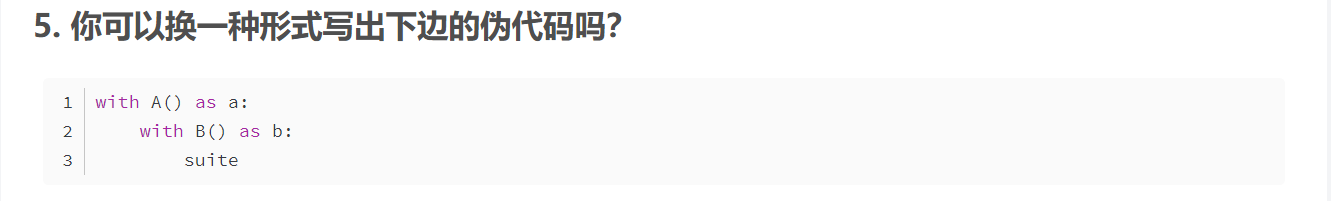 5. 你可以换一种形式写出下边的伪代码吗？
1 with A() as a:
2     with B() as b:
3         suite